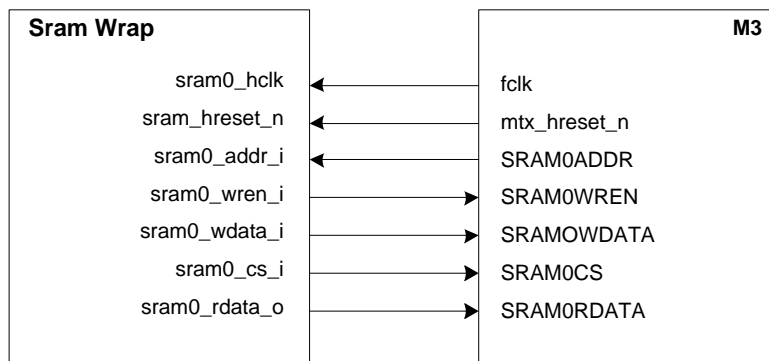 Sram Wrap
M3
sram0_hclk
fclk
sram_hreset_n
mtx_hreset_n
sram0_addr_i
SRAM0ADDR
sram0_wren_i
SRAM0WREN
sram0_wdata_i
SRAMOWDATA
sram0_cs_i
SRAM0CS
sram0_rdata_o
SRAM0RDATA